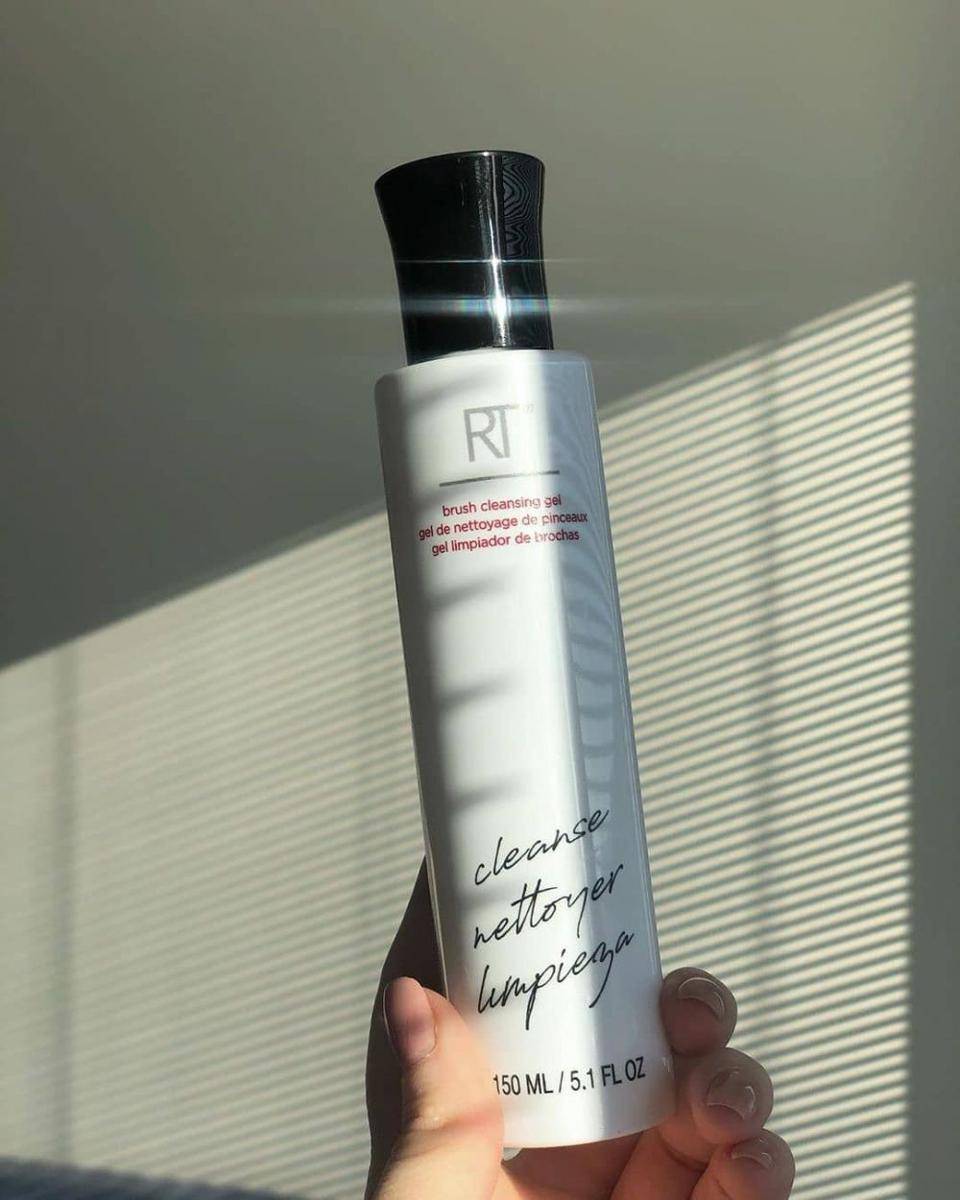 RT™
brush cleansing gel
gel de nettoyage de pinceaux
gel limpiador de brochas
cleanse
nettoyer
limpieza
150 ML / 5.1 FL OZ